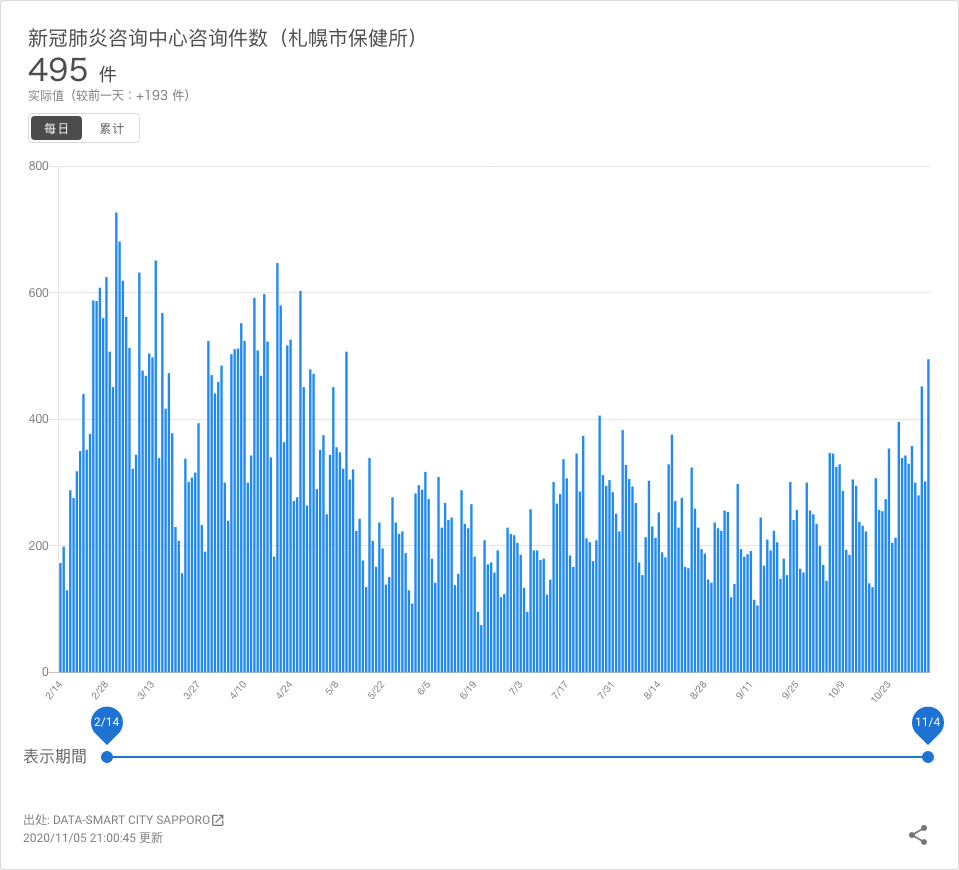 新冠肺炎咨询中心咨询件数（札幌市保健所）
495 件
实际值（较前一天：+193 件）
每日 累计
800
600
400
200
0
2/14 2/28 3/13 3/27 4/10 4/24 5/8 5/22 6/5 6/19 7/3 7/17 7/31 8/14 8/28 9/11 9/25 10/9 10/23
2/14 11/4
表示期間
出处: DATA-SMART CITY SAPPORO
2020/11/05 21:00:45 更新